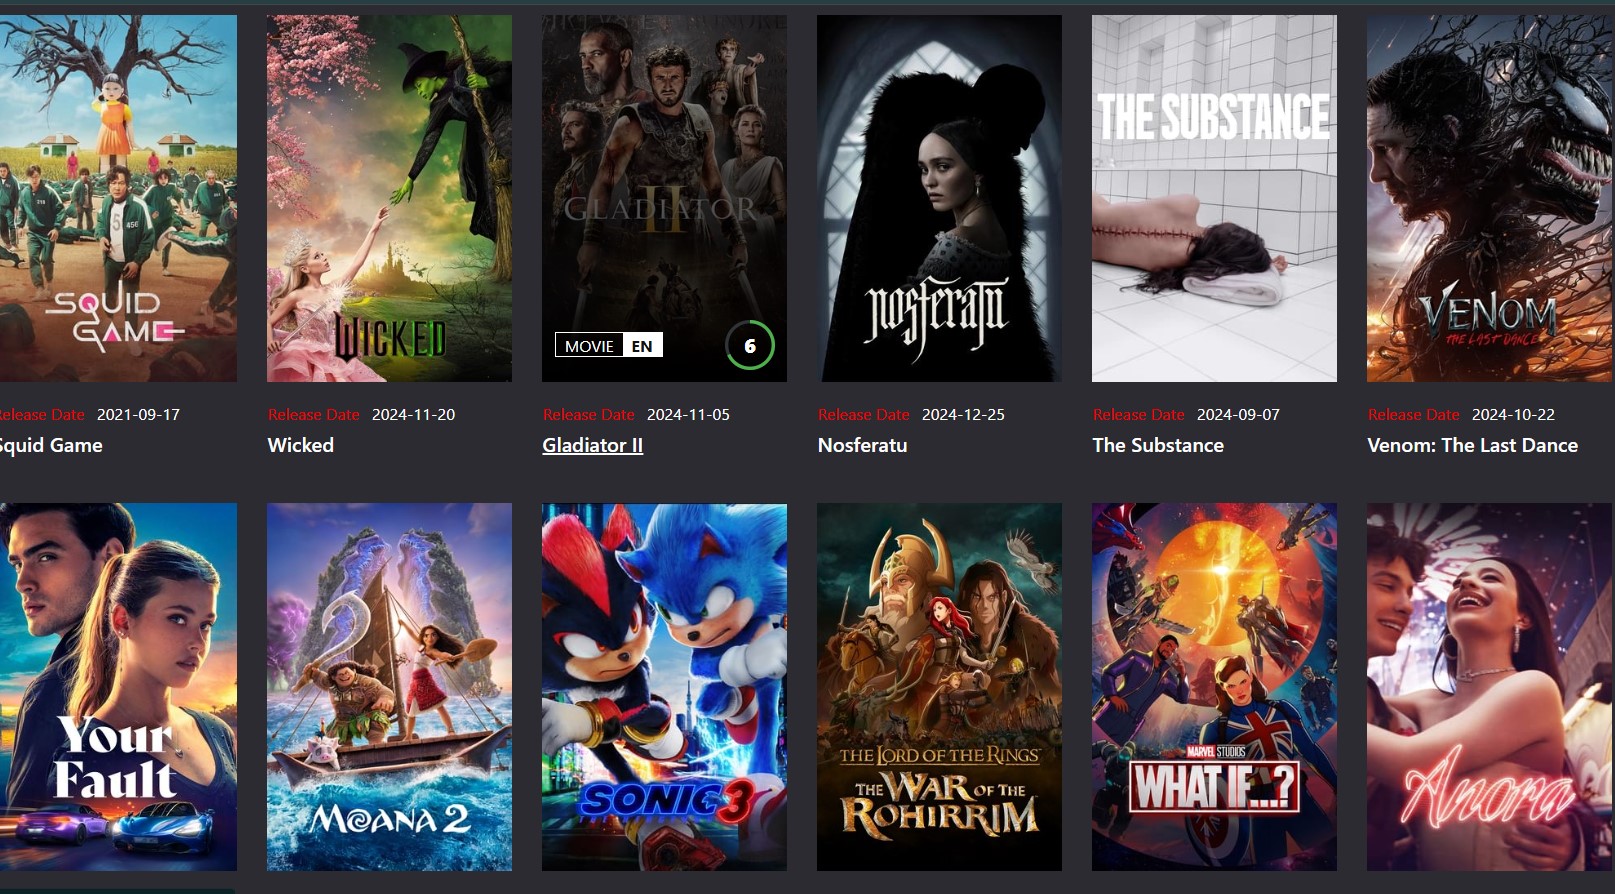 SQUID
GAME
WICKED
II
GLADIATOR
MOVIE EN
6
nosferatu
THE SUBSTANCE
VENOM
THE LAST DANCE
Release Date 2021-09-17
Squid Game
Release Date 2024-11-20
Wicked
Release Date 2024-11-05
Gladiator II
Release Date 2024-12-25
Nosferatu
Release Date 2024-09-07
The Substance
Release Date 2024-10-22
Venom: The Last Dance
Your
Fault
MOANA 2
SONIC 3
THE LORD OF THE RINGS
THE WAR OF THE
ROHIRRIM
MARVEL STUDIOS
WHAT IF...?
Anora